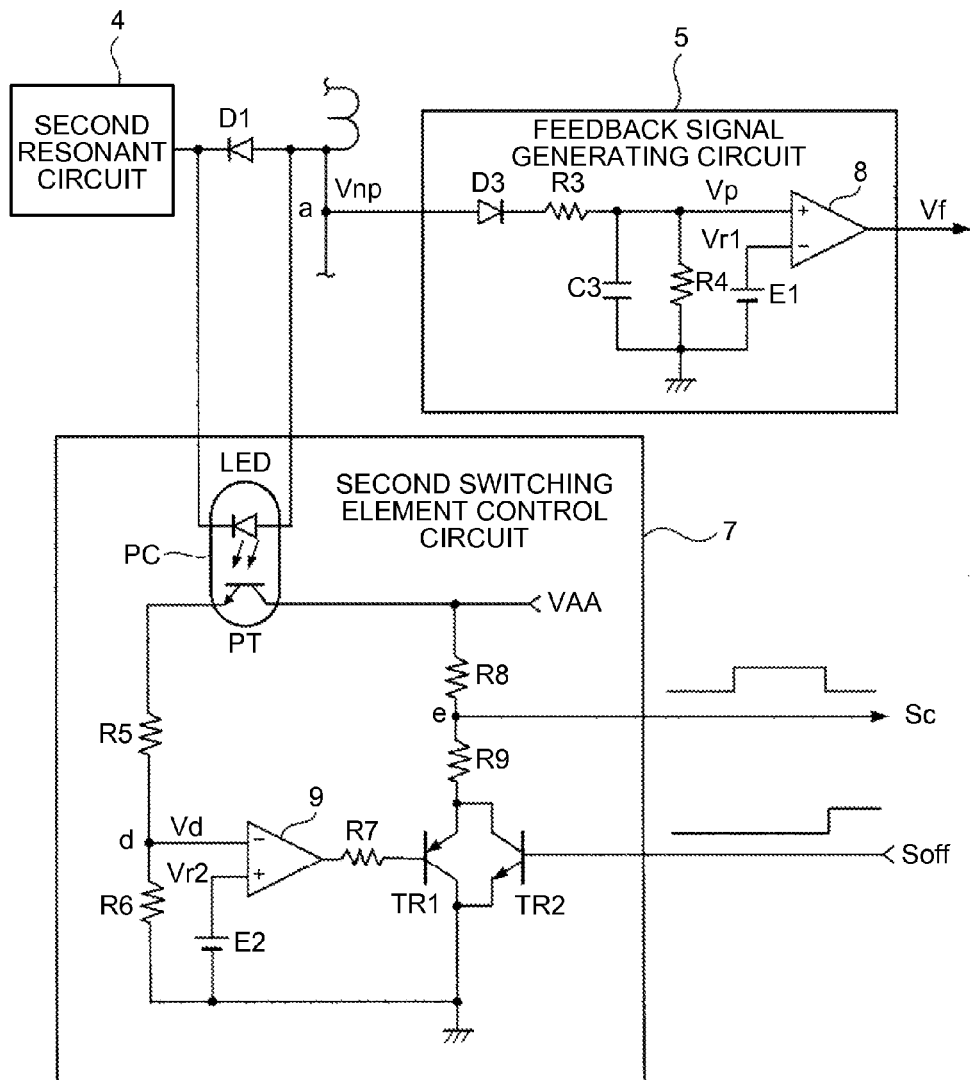 4
SECOND
RESONANT
CIRCUIT
D1
a
Vnp
5
FEEDBACK SIGNAL
GENERATING CIRCUIT
D3
R3
Vp
8
Vf
Vr1
+
−
C3
R4
E1
LED
SECOND SWITCHING
ELEMENT CONTROL
CIRCUIT
7
PC
PT
VAA
R8
e
Sc
R5
R9
9
d
Vd
−
R7
Vr2
+
Soff
R6
TR1
TR2
E2